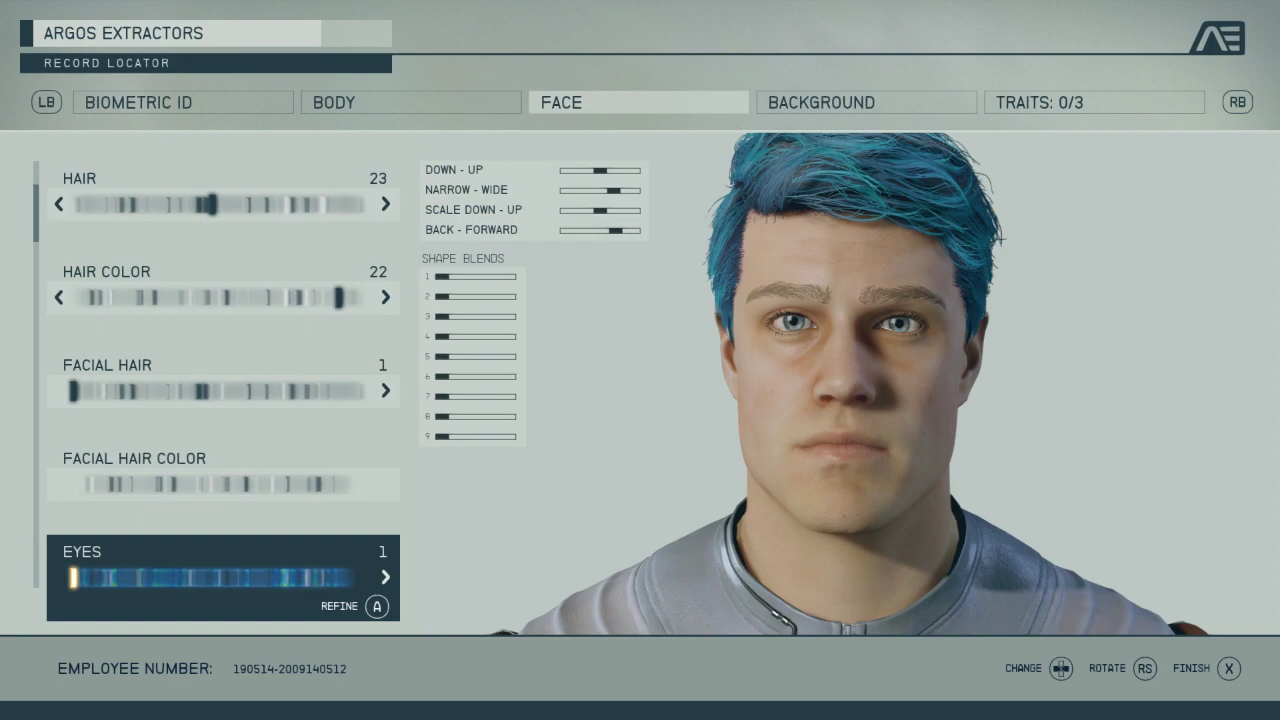 ARGOS EXTRACTORS
RECORD LOCATOR
AE
LB BIOMETRIC ID BODY FACE BACKGROUND TRAITS: 0/3 RB
HAIR 23
HAIR COLOR 22
FACIAL HAIR 1
FACIAL HAIR COLOR
EYES 1
REFINE A
DOWN - UP
NARROW - WIDE
SCALE DOWN - UP
BACK - FORWARD
SHAPE BLENDS
1
2
3
4
5
6
7
8
9
EMPLOYEE NUMBER: 190514-2009140512
CHANGE ROTATE RS FINISH X